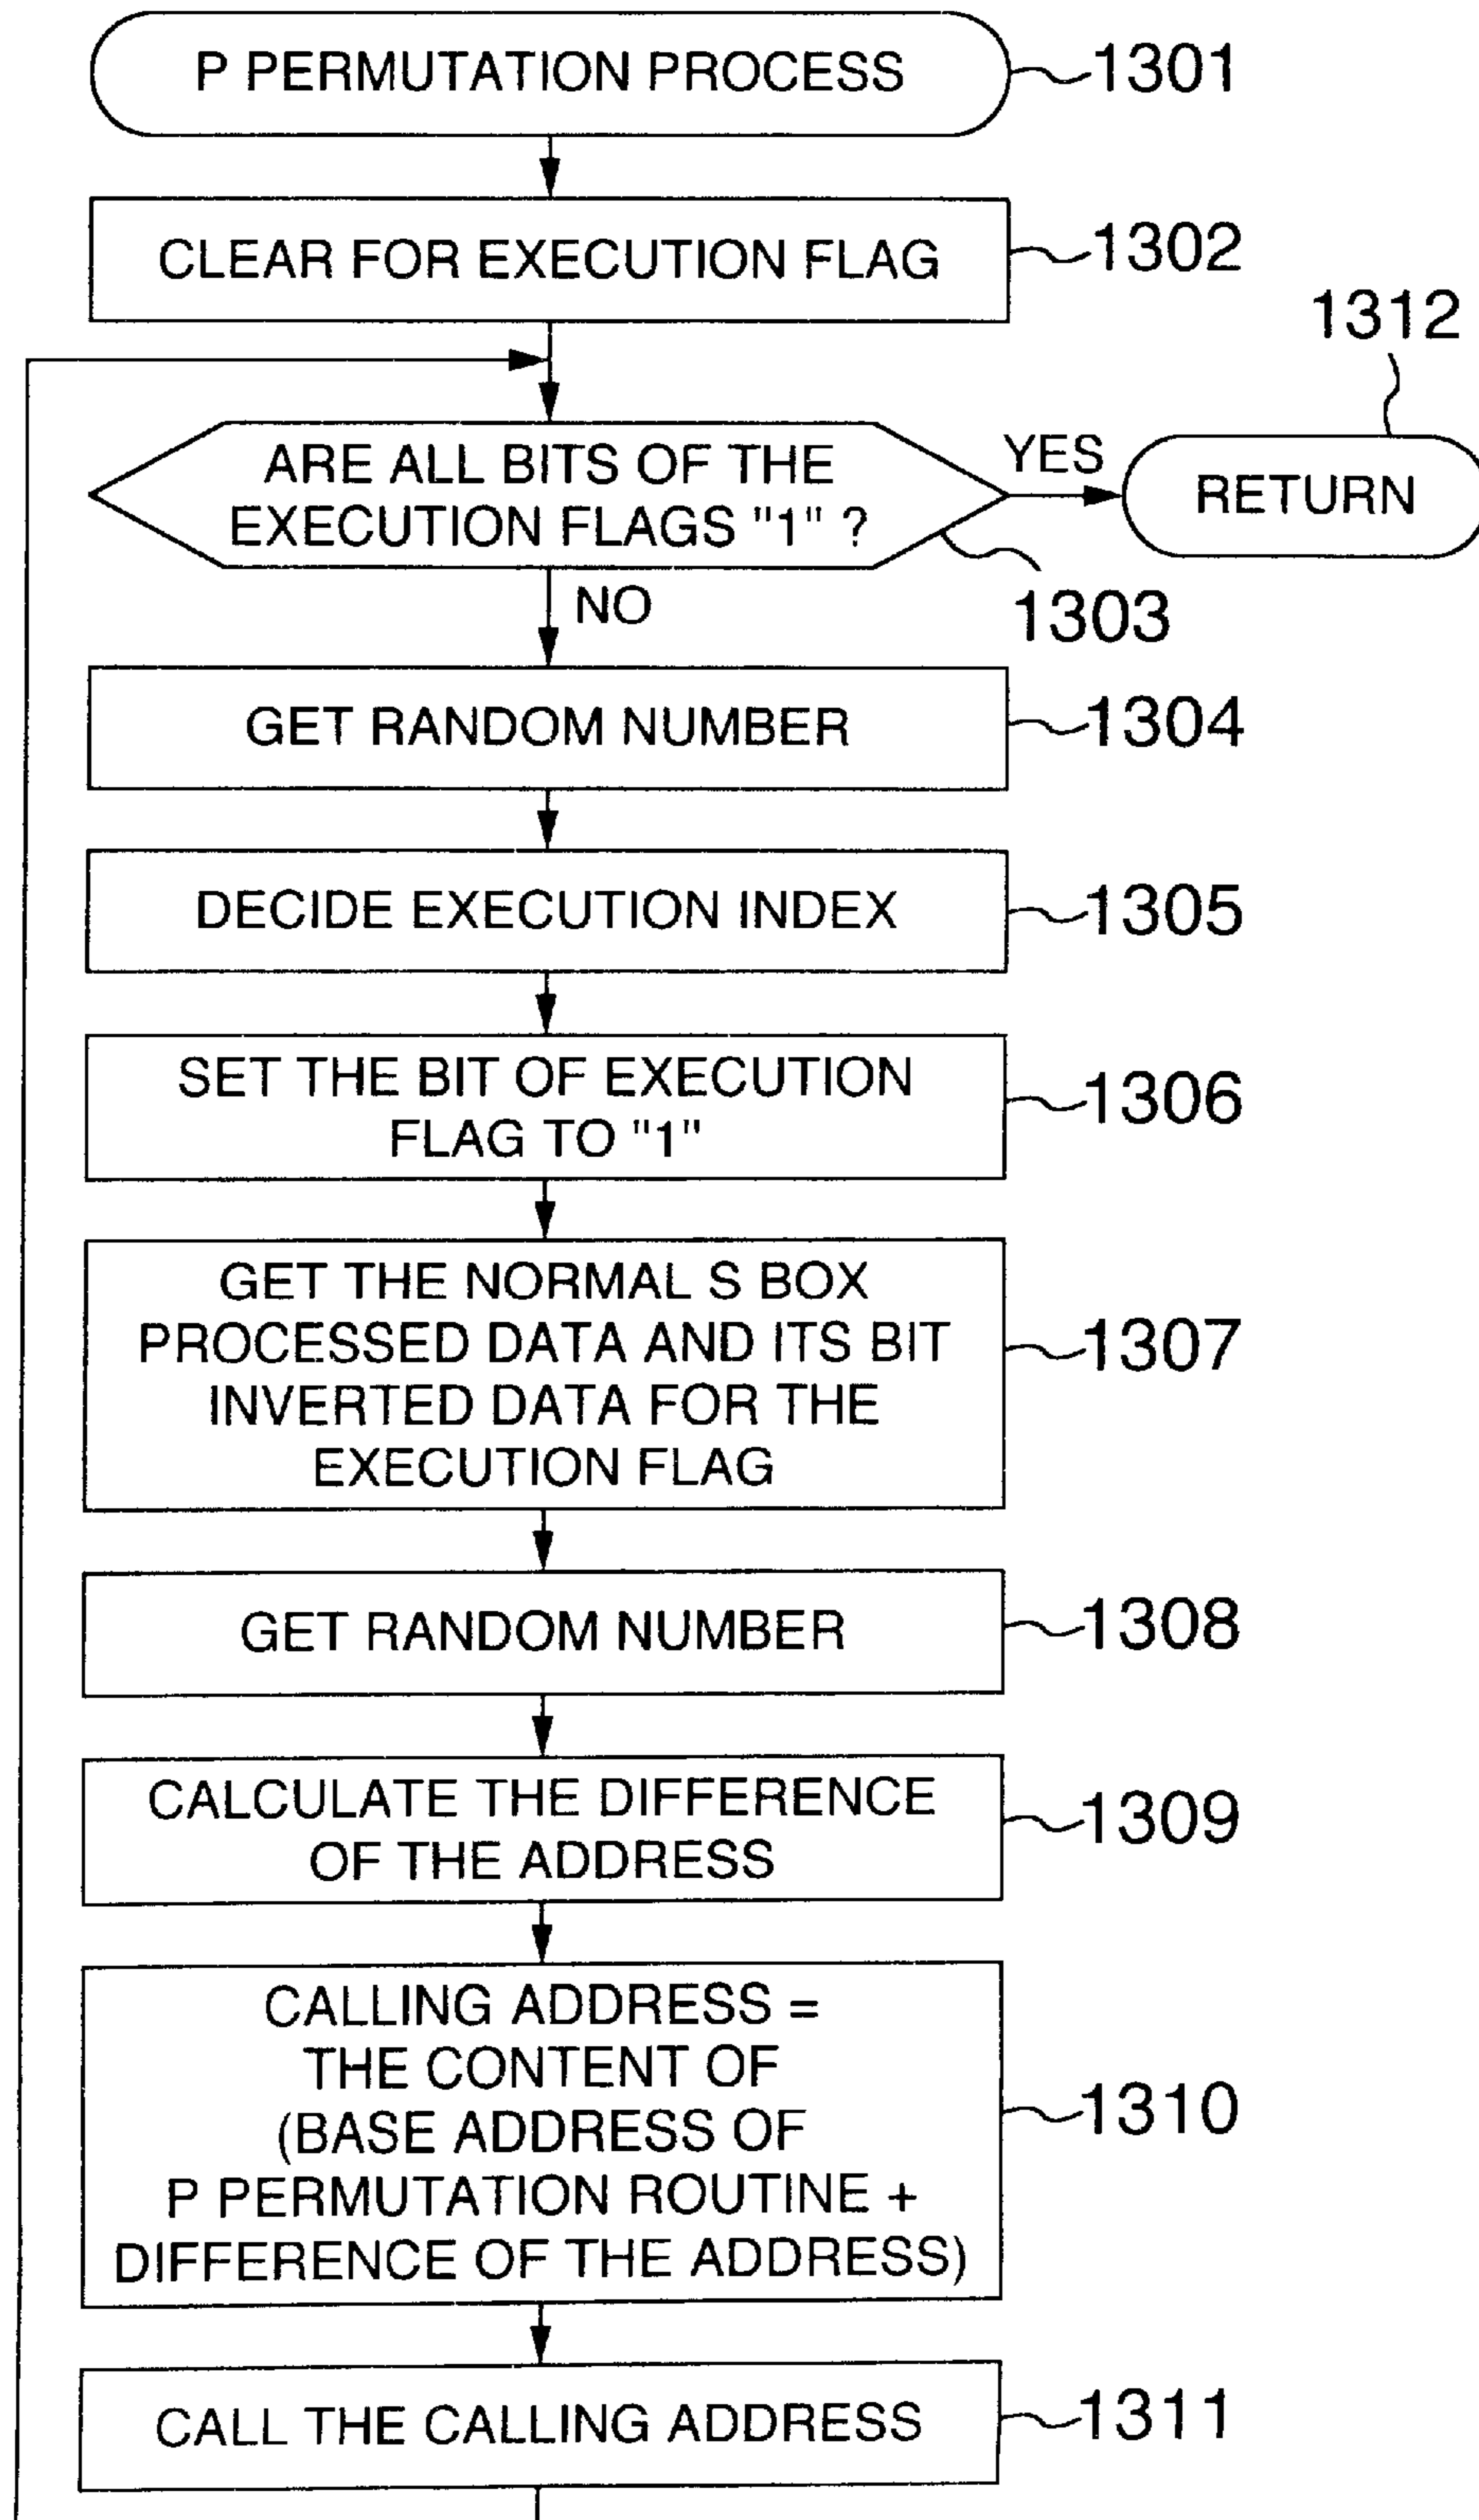 P PERMUTATION PROCESS
1301
CLEAR FOR EXECUTION FLAG
1302
1312
ARE ALL BITS OF THE
EXECUTION FLAGS "1" ?
YES
RETURN
NO
1303
GET RANDOM NUMBER
1304
DECIDE EXECUTION INDEX
1305
SET THE BIT OF EXECUTION
FLAG TO "1"
1306
GET THE NORMAL S BOX
PROCESSED DATA AND ITS BIT
INVERTED DATA FOR THE
EXECUTION FLAG
1307
GET RANDOM NUMBER
1308
CALCULATE THE DIFFERENCE
OF THE ADDRESS
1309
CALLING ADDRESS =
THE CONTENT OF
(BASE ADDRESS OF
P PERMUTATION ROUTINE +
DIFFERENCE OF THE ADDRESS)
1310
CALL THE CALLING ADDRESS
1311